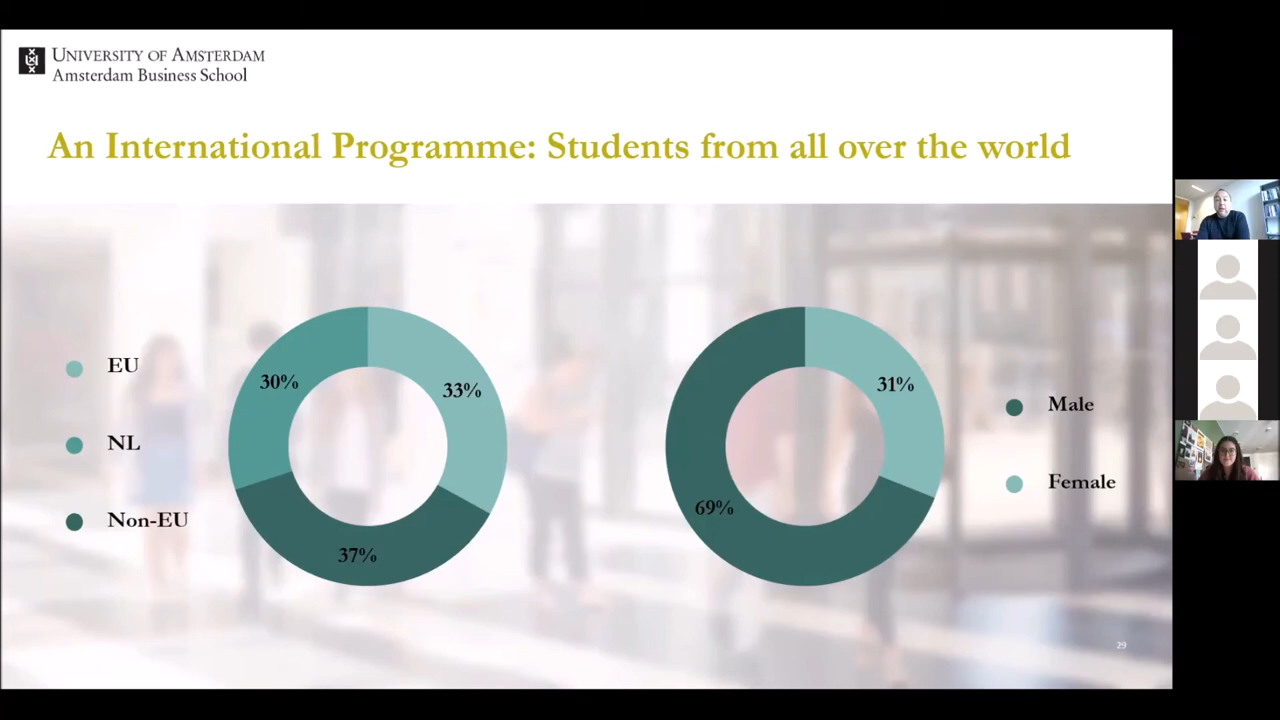 UNIVERSITY OF AMSTERDAM
Amsterdam Business School
An International Programme: Students from all over the world
EU
NL
Non-EU
30%
33%
37%
31%
69%
Male
Female
29